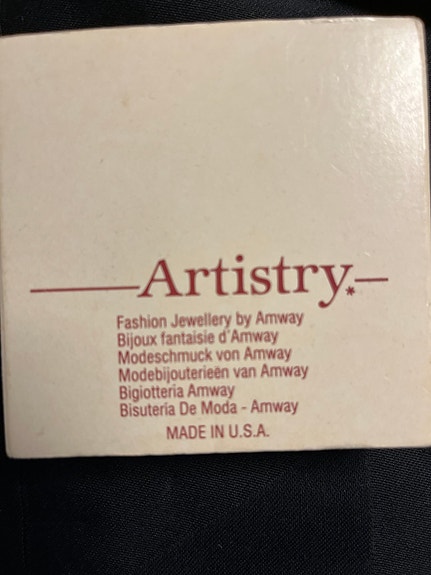 Artistry*
Fashion Jewellery by Amway
Bijoux fantaisie d'Amway
Modeschmuck von Amway
Modebijouterieën van Amway
Bigiotteria Amway
Bisuteria De Moda - Amway
MADE IN U.S.A.